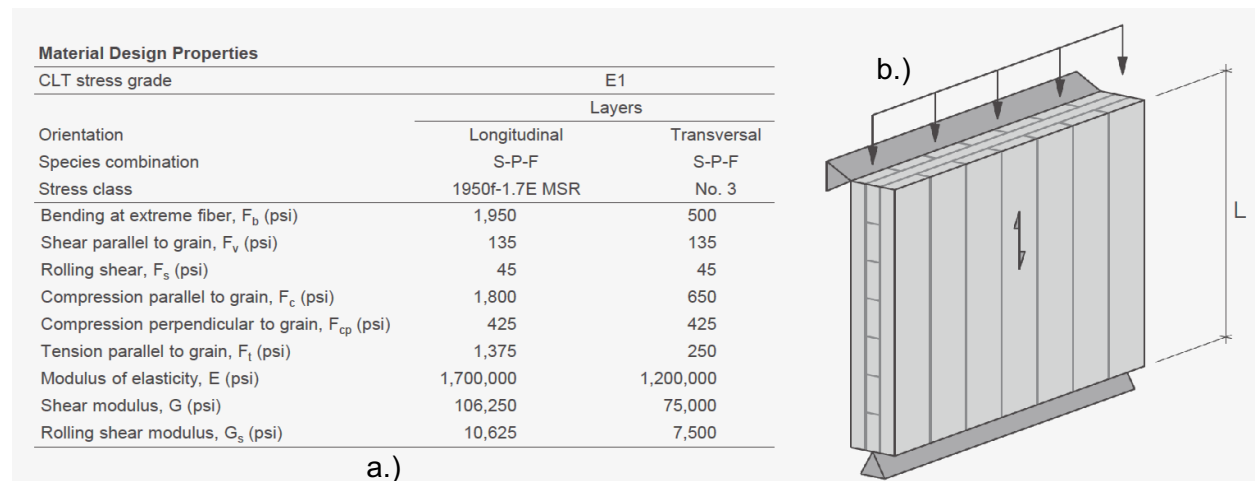 Material Design Properties
CLT stress grade E1
Layers
Orientation Longitudinal Transversal
Species combination S-P-F S-P-F
Stress class 1950f-1.7E MSR No. 3
Bending at extreme fiber, F_b (psi) 1,950 500
Shear parallel to grain, F_v (psi) 135 135
Rolling shear, F_s (psi) 45 45
Compression parallel to grain, F_c (psi) 1,800 650
Compression perpendicular to grain, F_cp (psi) 425 425
Tension parallel to grain, F_t (psi) 1,375 250
Modulus of elasticity, E (psi) 1,700,000 1,200,000
Shear modulus, G (psi) 106,250 75,000
Rolling shear modulus, G_s (psi) 10,625 7,500
a.)
b.)
L